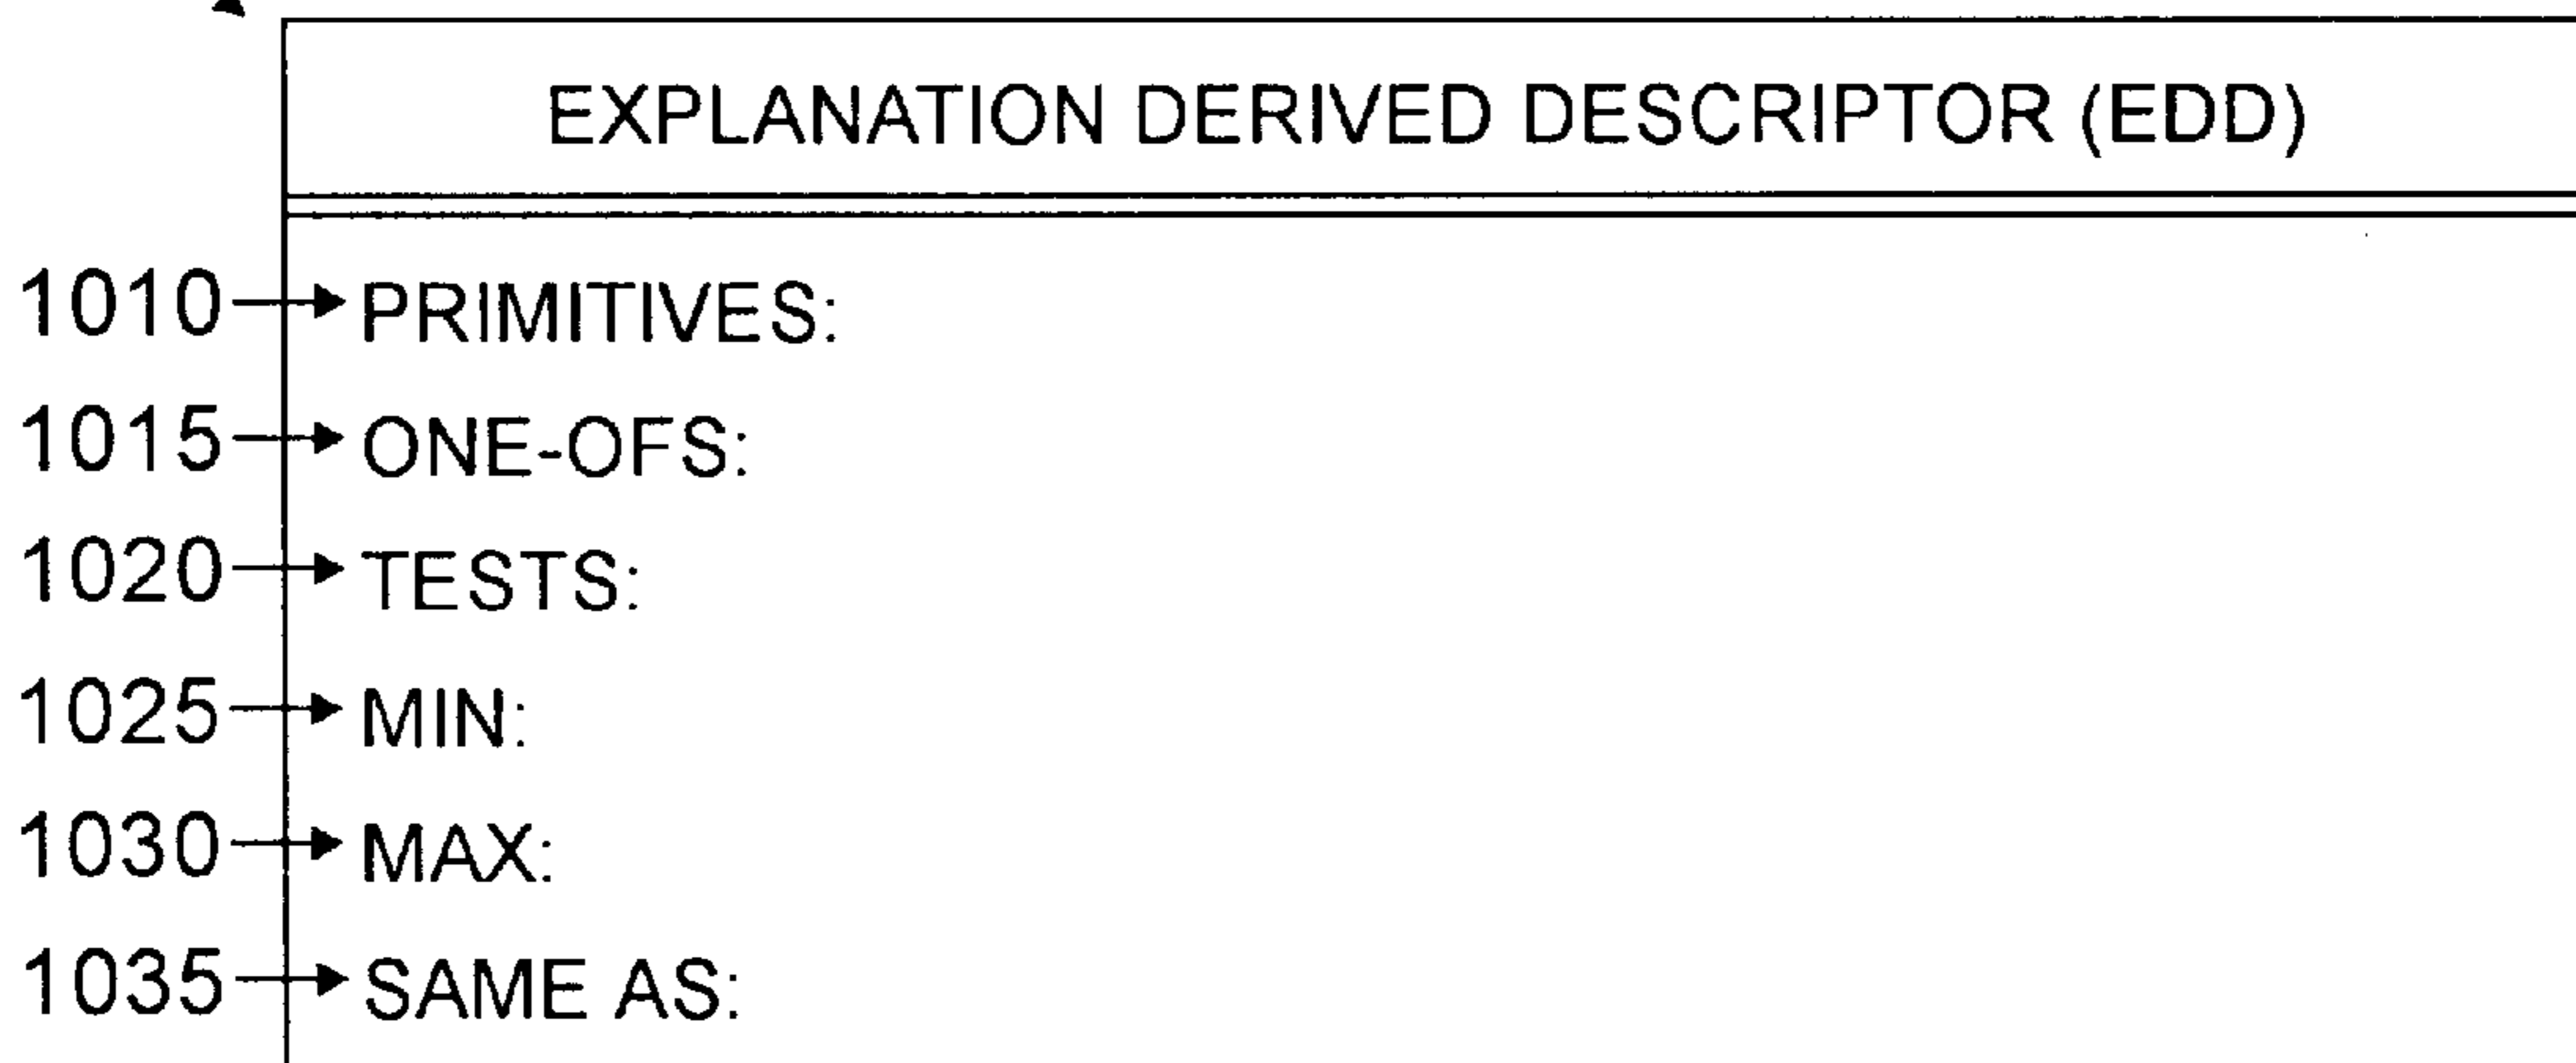 EXPLANATION DERIVED DESCRIPTOR (EDD)
1010 PRIMITIVES:
1015 ONE-OFS:
1020 TESTS:
1025 MIN:
1030 MAX:
1035 SAME AS: